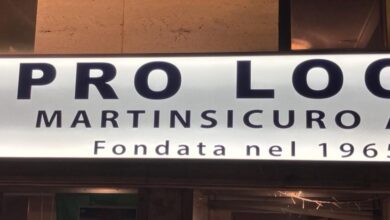 PRO LOC
MARTINSICURO A
Fondata nel 1965